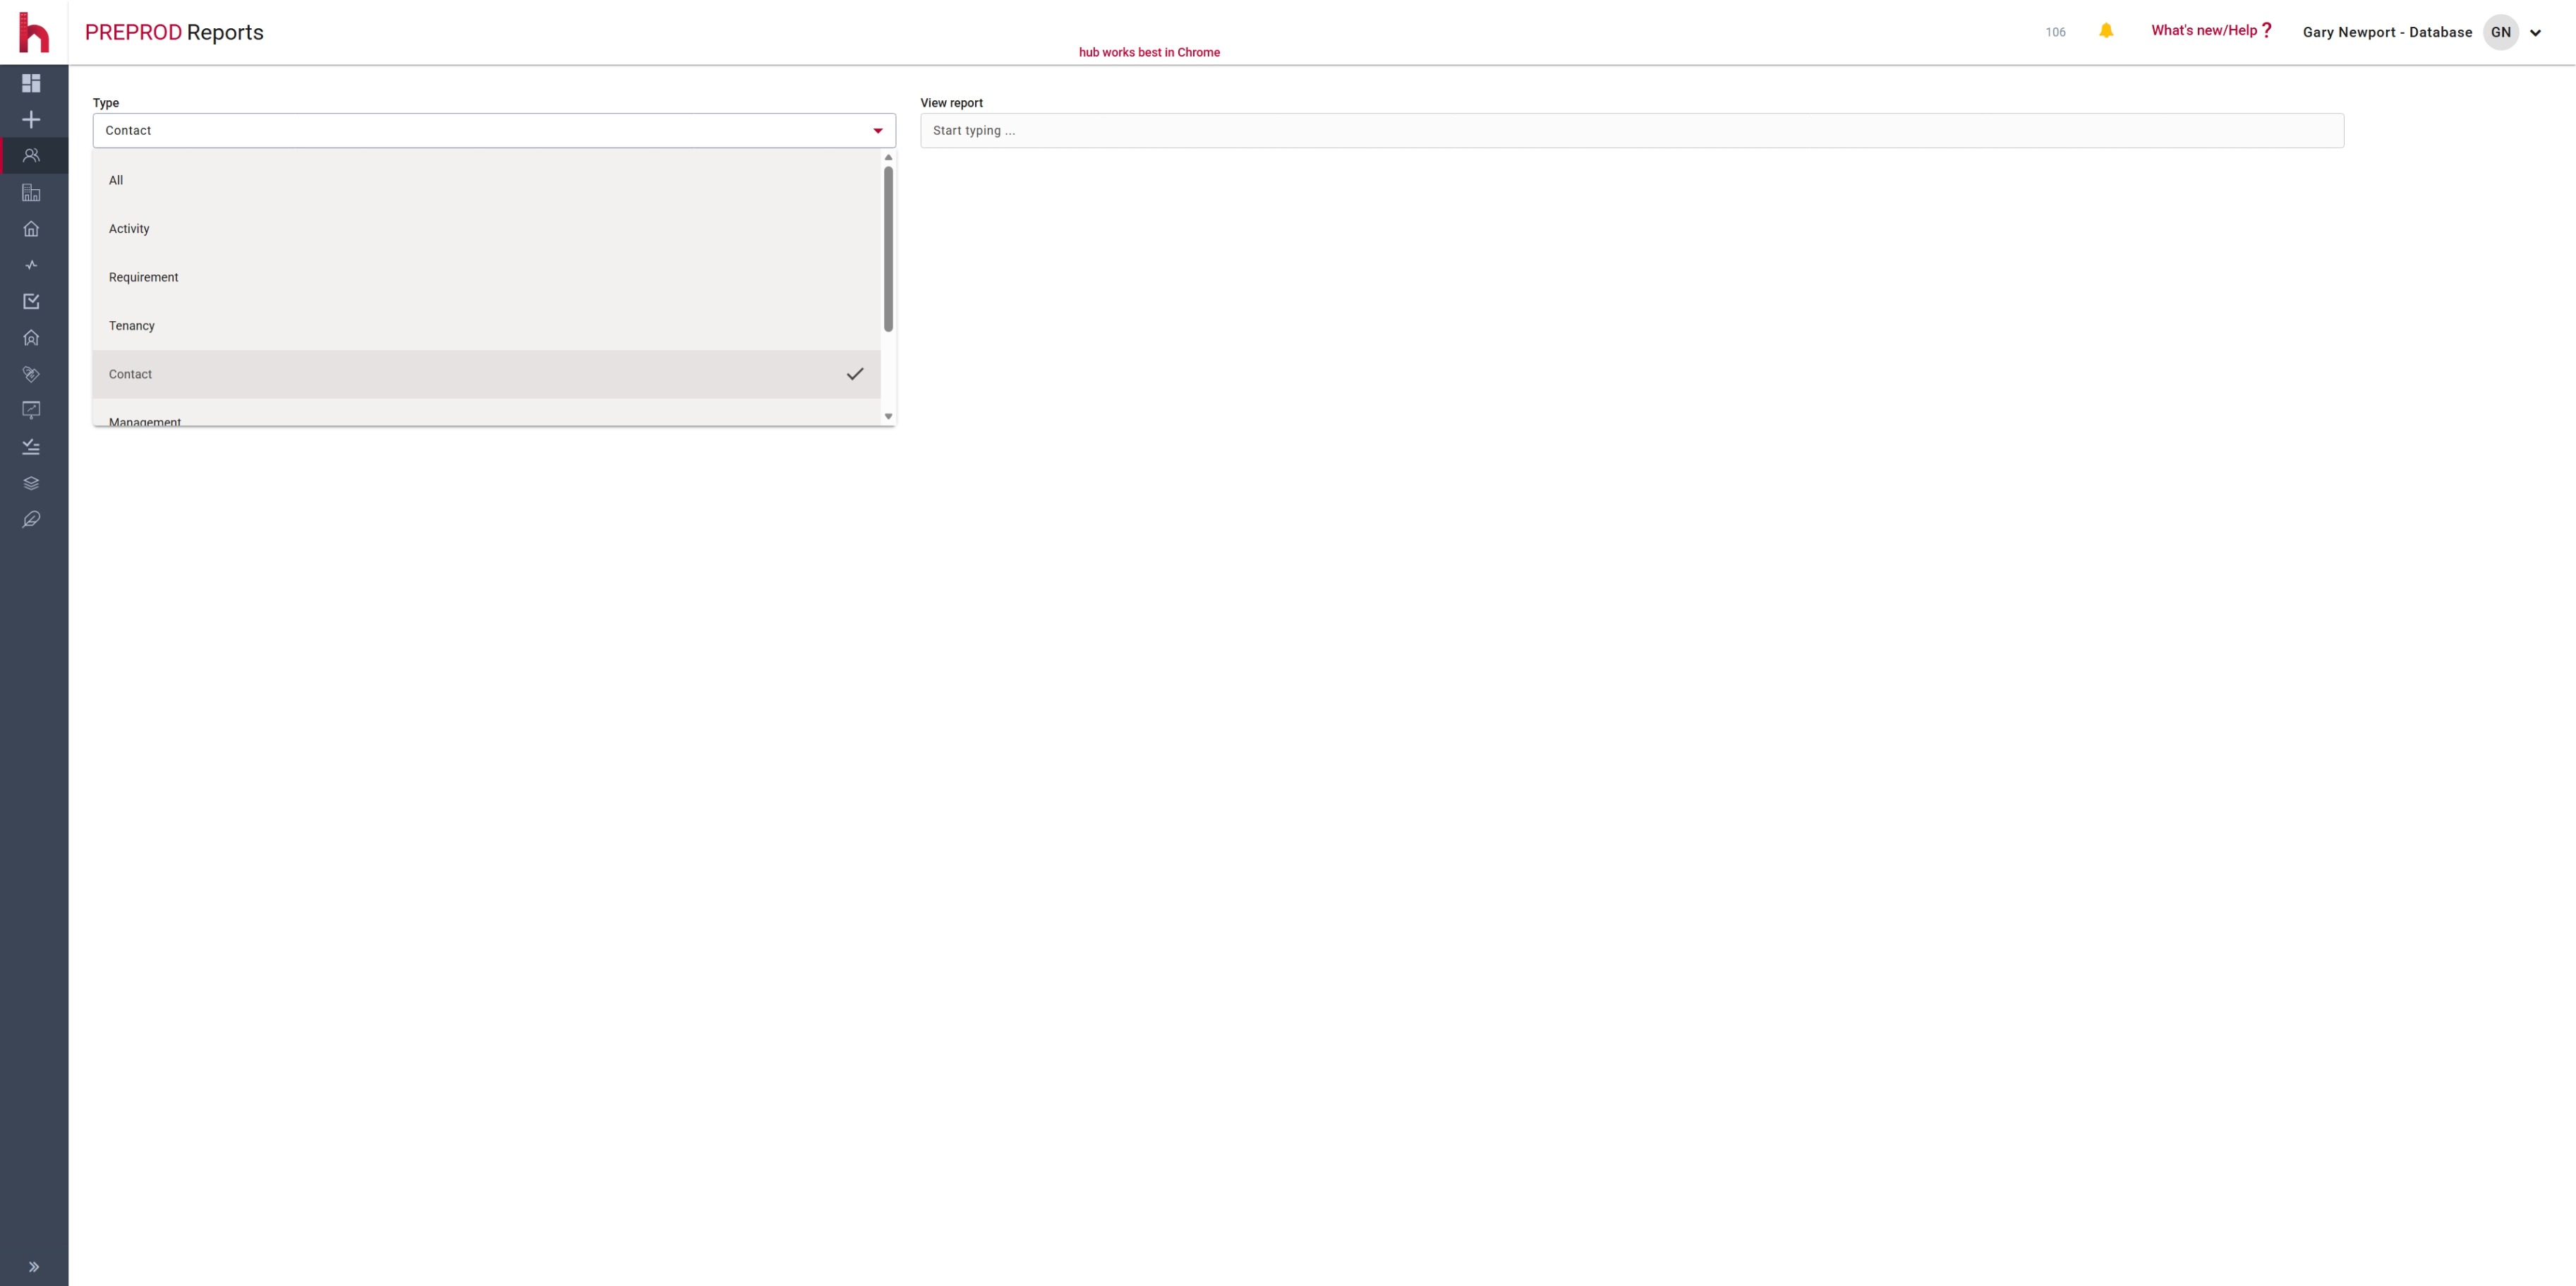 PREPROD Reports
hub works best in Chrome
106
What's new/Help ?
Gary Newport - Database
GN
Type
Contact
View report
Start typing ...
All
Activity
Requirement
Tenancy
Contact
Management